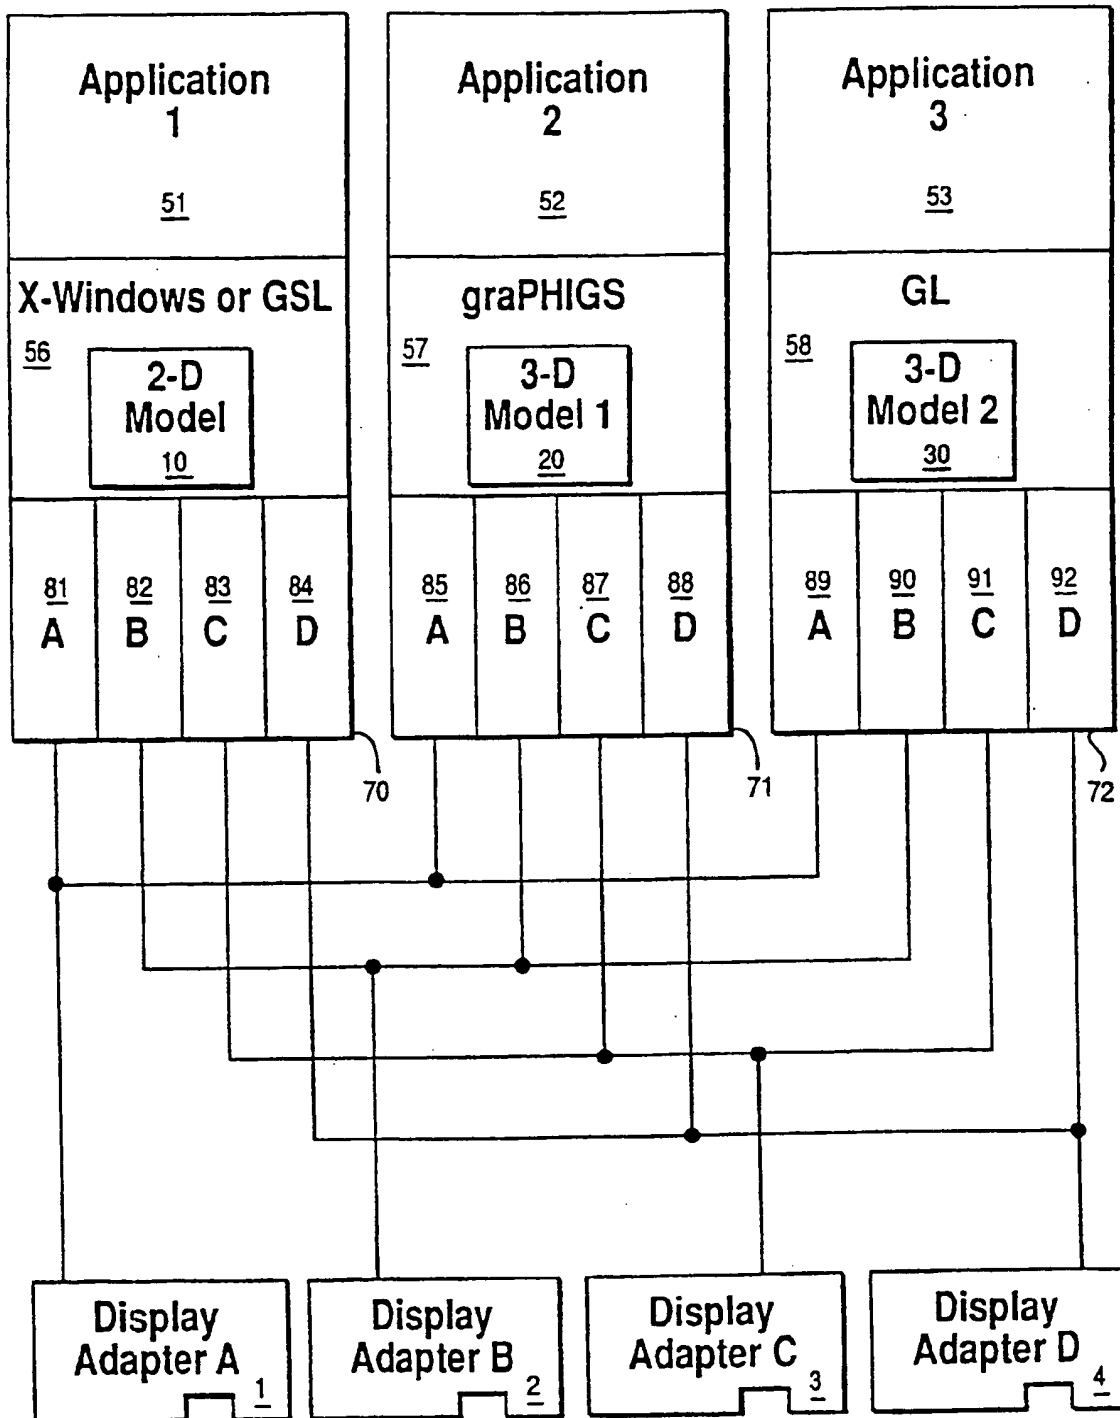 Application
1
51
X-Windows or GSL
56
2-D
Model
10
81
A
82
B
83
C
84
D
70
Application
2
52
graPHIGS
57
3-D
Model 1
20
85
A
86
B
87
C
88
D
71
Application
3
53
GL
58
3-D
Model 2
30
89
A
90
B
91
C
92
D
72
Display
Adapter A
1
Display
Adapter B
2
Display
Adapter C
3
Display
Adapter D
4